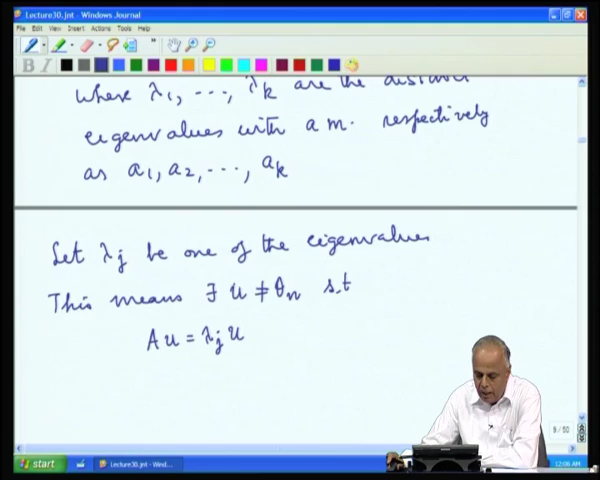 Lecture30.jnt - Windows Journal
File Edit View Insert Actions Tools Help
B I
where λ1, ---, λk are the distinct
eigenvalues with a m. respectively
as a1, a2, ---, ak
Let λj be one of the eigenvalues
This means ∃ u ≠ θn s.t
A u = λj u
9 / 50
start
Lecture30.jnt - Wind...
12:06 AM